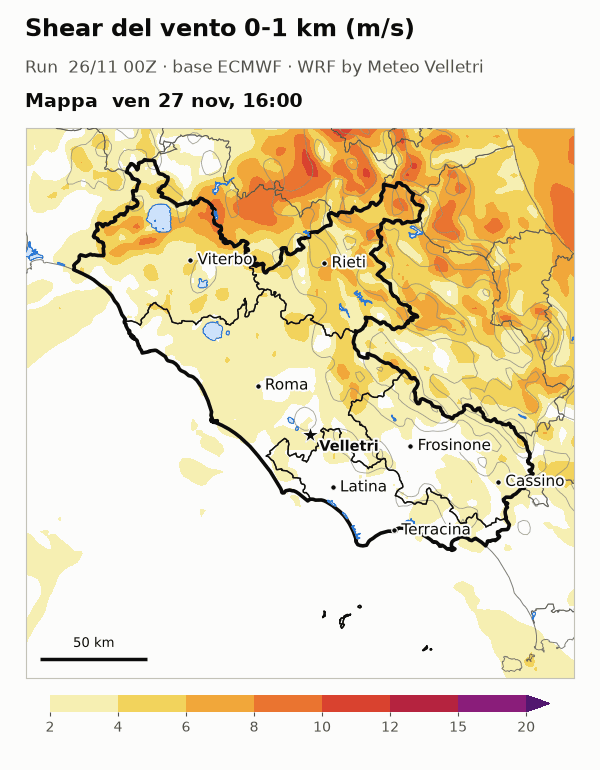 Shear del vento 0-1 km (m/s)
Run  26/11 00Z · base ECMWF · WRF by Meteo Velletri
Mappa  ven 27 nov, 16:00
Viterbo
Rieti
Roma
Velletri
Frosinone
Latina
Cassino
Terracina
50 km
2 4 6 8 10 12 15 20